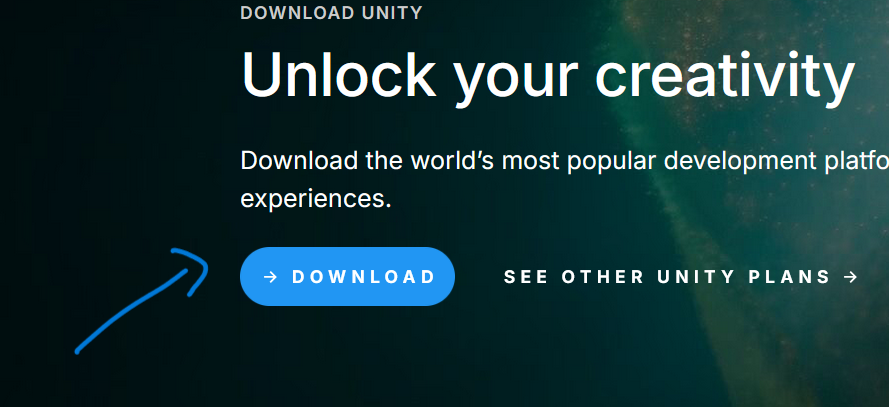 DOWNLOAD UNITY
Unlock your creativity
Download the world’s most popular development platfo
experiences.
→ DOWNLOAD
SEE OTHER UNITY PLANS →